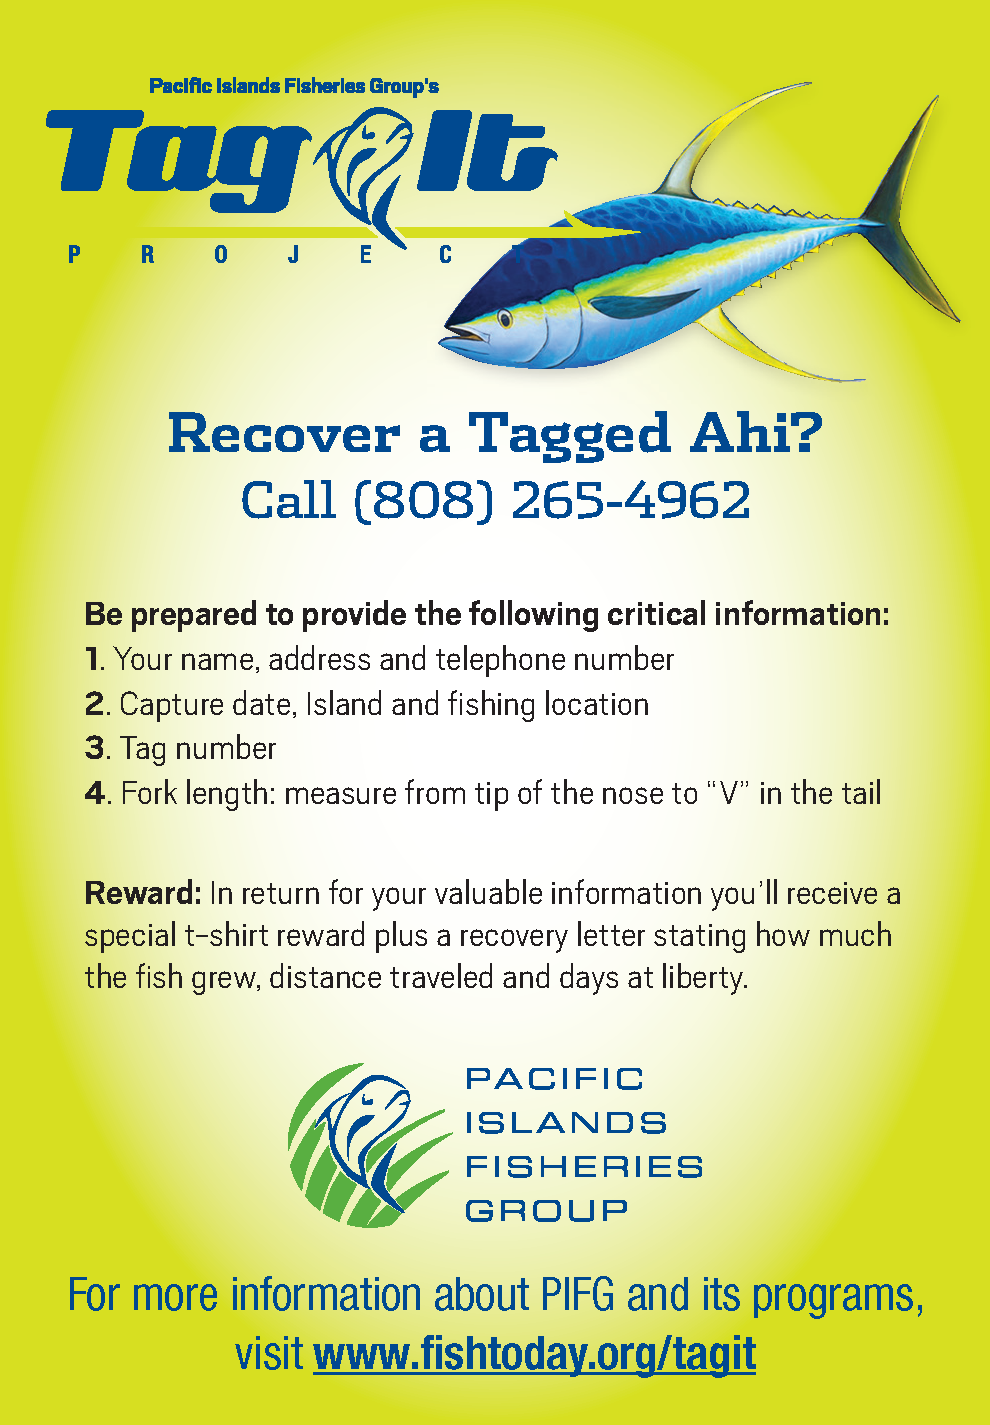 Pacific Islands Fisheries Group's
Tag It
PROJECT
Recover a Tagged Ahi?
Call (808) 265-4962
Be prepared to provide the following critical information:
1. Your name, address and telephone number
2. Capture date, Island and fishing location
3. Tag number
4. Fork length: measure from tip of the nose to “V” in the tail
Reward: In return for your valuable information you’ll receive a
special t-shirt reward plus a recovery letter stating how much
the fish grew, distance traveled and days at liberty.
PACIFIC
ISLANDS
FISHERIES
GROUP
For more information about PIFG and its programs,
visit www.fishtoday.org/tagit